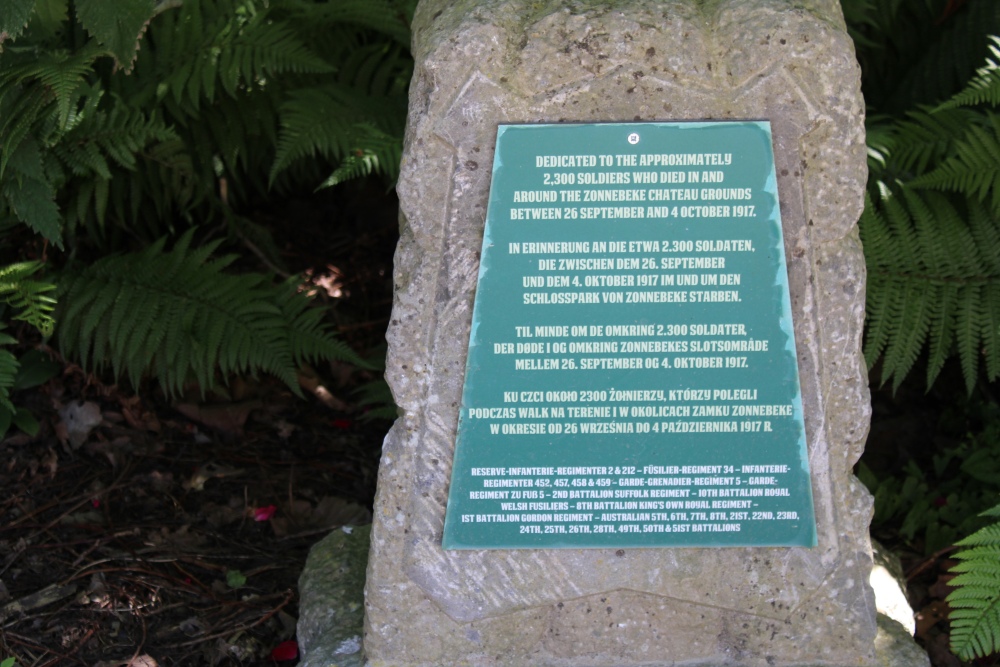 DEDICATED TO THE APPROXIMATELY
2,300 SOLDIERS WHO DIED IN AND
AROUND THE ZONNEBEKE CHATEAU GROUNDS
BETWEEN 26 SEPTEMBER AND 4 OCTOBER 1917.
IN ERINNERUNG AN DIE ETWA 2.300 SOLDATEN,
DIE ZWISCHEN DEM 26. SEPTEMBER
UND DEM 4. OKTOBER 1917 IM UND UM DEN
SCHLOSSPARK VON ZONNEBEKE STARBEN.
TIL MINDE OM DE OMKRING 2.300 SOLDATER,
DER DØDE I OG OMKRING ZONNEBEKES SLOTSOMRÅDE
MELLEM 26. SEPTEMBER OG 4. OKTOBER 1917.
KU CZCI OKOŁO 2300 ŻOŁNIERZY, KTÓRZY POLEGLI
PODCZAS WALK NA TERENIE I W OKOLICACH ZAMKU ZONNEBEKE
W OKRESIE OD 26 WRZEŚNIA DO 4 PAŹDZIERNIKA 1917 R.
RESERVE-INFANTERIE-REGIMENTER 2 & 212 – FÜSILIER-REGIMENT 34 – INFANTERIE-
REGIMENTER 452, 457, 458 & 459 – GARDE-GRENADIER-REGIMENT 5 – GARDE-
REGIMENT ZU FUß 5 – 2ND BATTALION SUFFOLK REGIMENT – 10TH BATTALION ROYAL
WELSH FUSILIERS – 8TH BATTALION KING'S OWN ROYAL REGIMENT –
1ST BATTALION GORDON REGIMENT – AUSTRALIAN 5TH, 6TH, 7TH, 8TH, 21ST, 22ND, 23RD,
24TH, 25TH, 26TH, 28TH, 49TH, 50TH & 51ST BATTALIONS